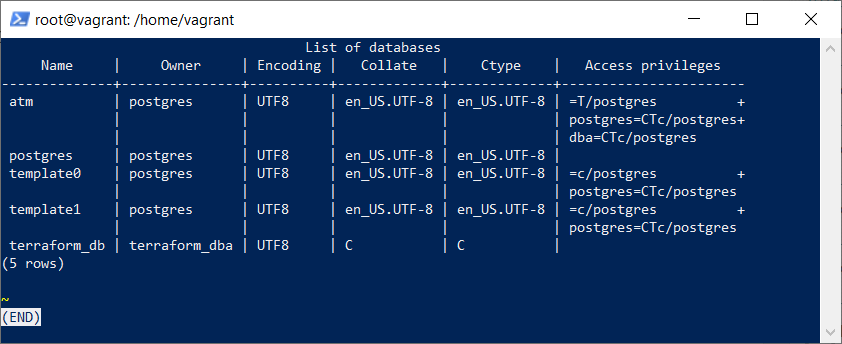 root@vagrant: /home/vagrant
List of databases
Name | Owner | Encoding | Collate | Ctype | Access privileges
--------------+---------------+----------+-------------+-------------+-----------------------
atm | postgres | UTF8 | en_US.UTF-8 | en_US.UTF-8 | =T/postgres +
| | | | | postgres=CTc/postgres+
| | | | | dba=CTc/postgres
postgres | postgres | UTF8 | en_US.UTF-8 | en_US.UTF-8 |
template0 | postgres | UTF8 | en_US.UTF-8 | en_US.UTF-8 | =c/postgres +
| | | | | postgres=CTc/postgres
template1 | postgres | UTF8 | en_US.UTF-8 | en_US.UTF-8 | =c/postgres +
| | | | | postgres=CTc/postgres
terraform_db | terraform_dba | UTF8 | C | C |
(5 rows)
~
(END)